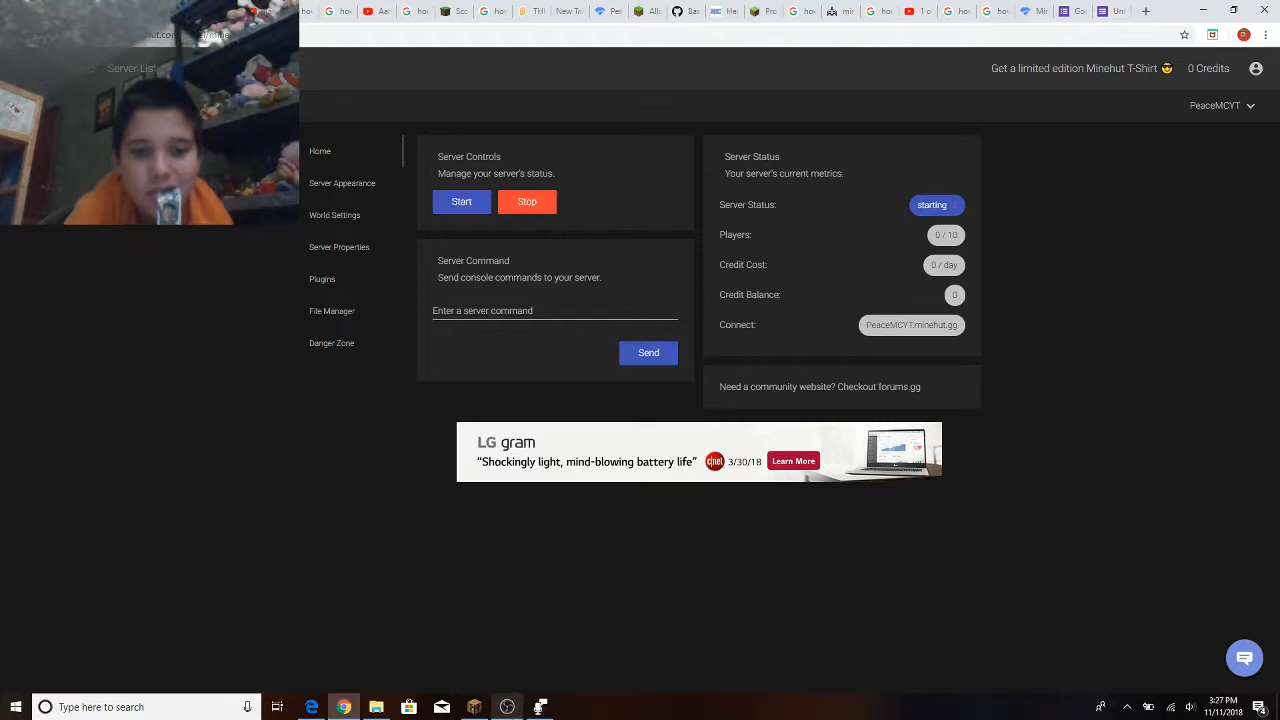 Server List
Get a limited edition Minehut T-Shirt 😎 0 Credits
PeaceMCYT
Home
Server Appearance
World Settings
Server Properties
Plugins
File Manager
Danger Zone
Server Controls
Manage your server's status.
Start Stop
Server Command
Send console commands to your server.
Enter a server command
Send
Server Status
Your server's current metrics.
Server Status: starting
Players: 0 / 10
Credit Cost: 0 / day
Credit Balance: 0
Connect: PeaceMCYT.minehut.gg
Need a community website? Checkout forums.gg
LG gram
“Shockingly light, mind-blowing battery life” c|net 3/30/18 Learn More
Type here to search
3:27 PM
11/11/2018